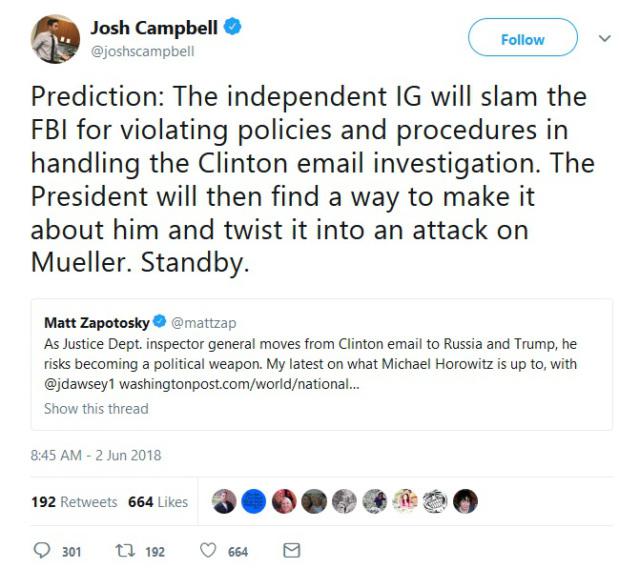 Josh Campbell
@joshscampbell
Follow
Prediction: The independent IG will slam the
FBI for violating policies and procedures in
handling the Clinton email investigation. The
President will then find a way to make it
about him and twist it into an attack on
Mueller. Standby.
Matt Zapotosky @mattzap
As Justice Dept. inspector general moves from Clinton email to Russia and Trump, he
risks becoming a political weapon. My latest on what Michael Horowitz is up to, with
@jdawsey1 washingtonpost.com/world/national...
Show this thread
8:45 AM - 2 Jun 2018
192 Retweets 664 Likes
301 192 664